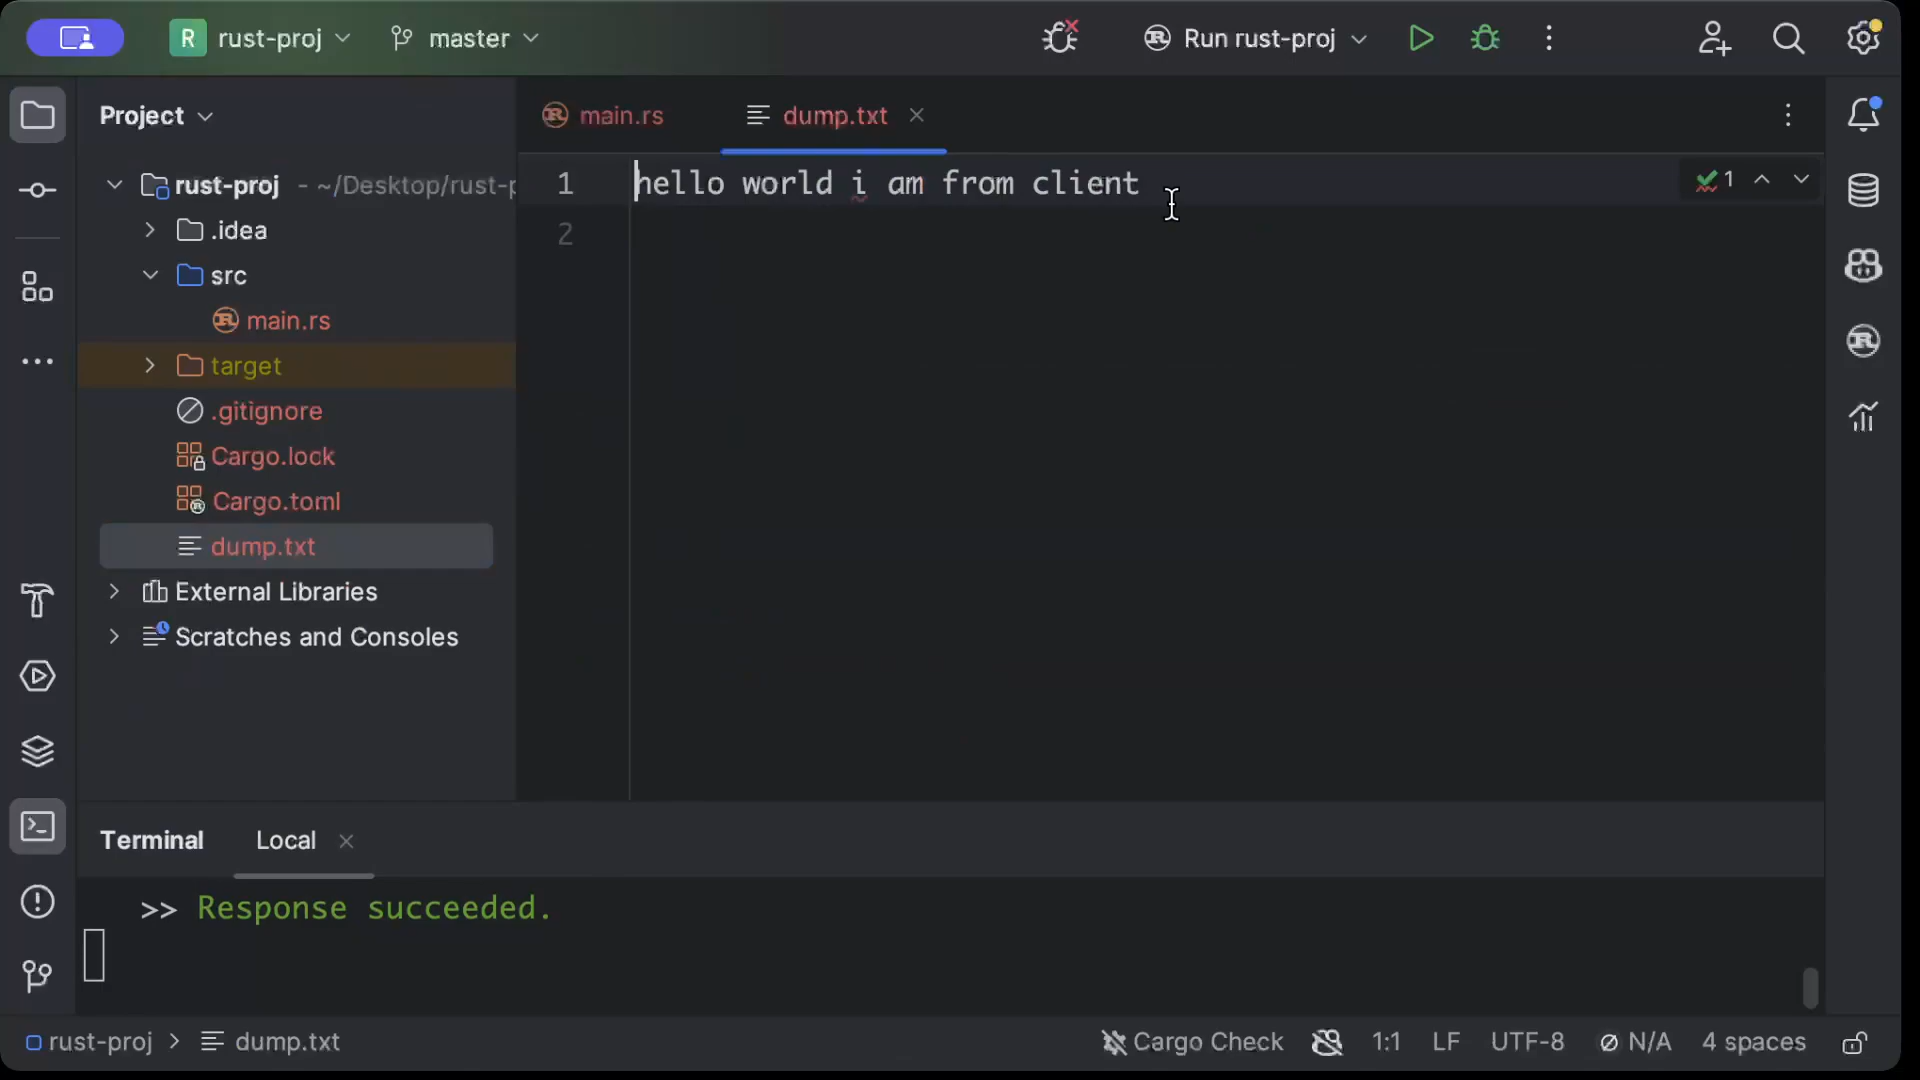 R rust-proj master Run rust-proj
Project
main.rs dump.txt
rust-proj - ~/Desktop/rust-p
.idea
src
main.rs
target
.gitignore
Cargo.lock
Cargo.toml
dump.txt
External Libraries
Scratches and Consoles
1 hello world i am from client
2
1
Terminal Local
>> Response succeeded.
rust-proj > dump.txt Cargo Check 1:1 LF UTF-8 N/A 4 spaces